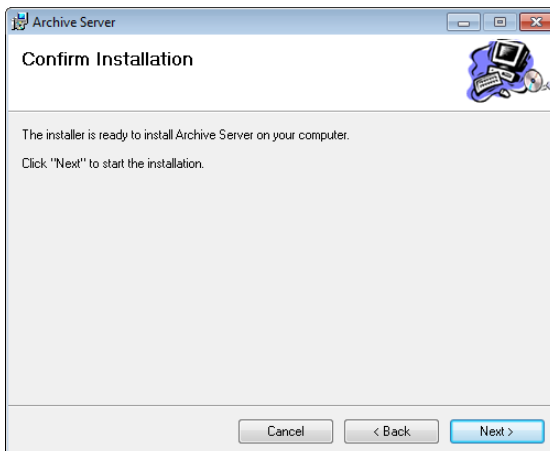 Archive Server
Confirm Installation
The installer is ready to install Archive Server on your computer.
Click "Next" to start the installation.
Cancel
< Back
Next >